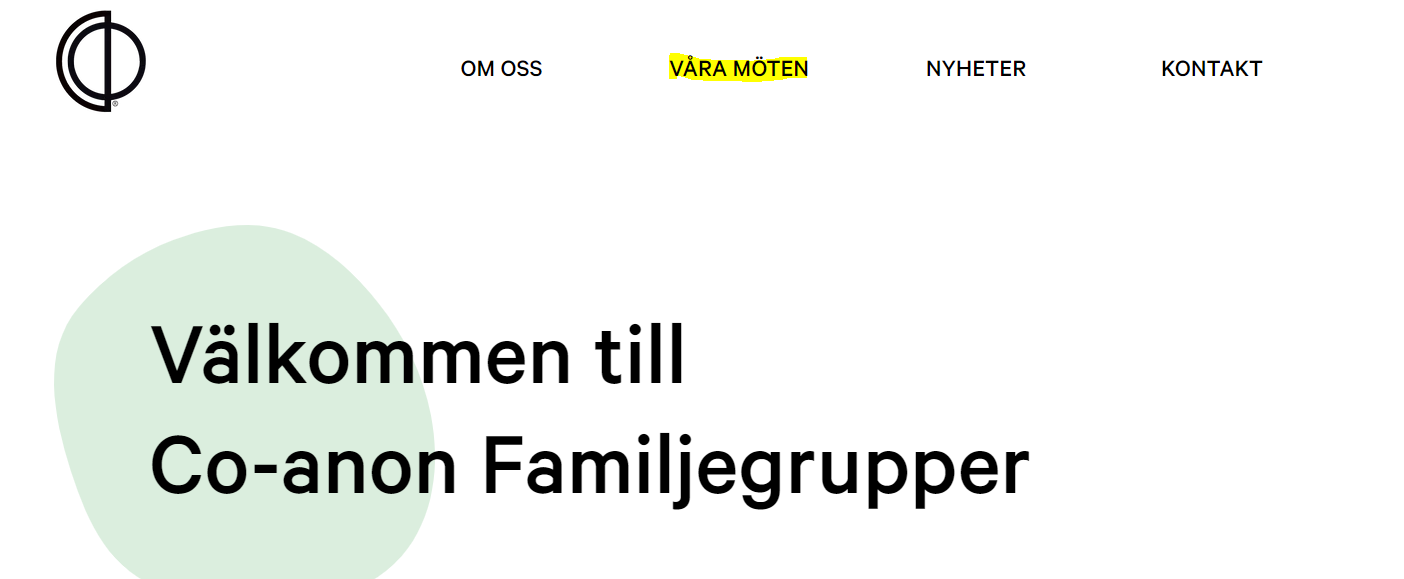 OM OSS VÅRA MÖTEN NYHETER KONTAKT
®
Välkommen till
Co-anon Familjegrupper